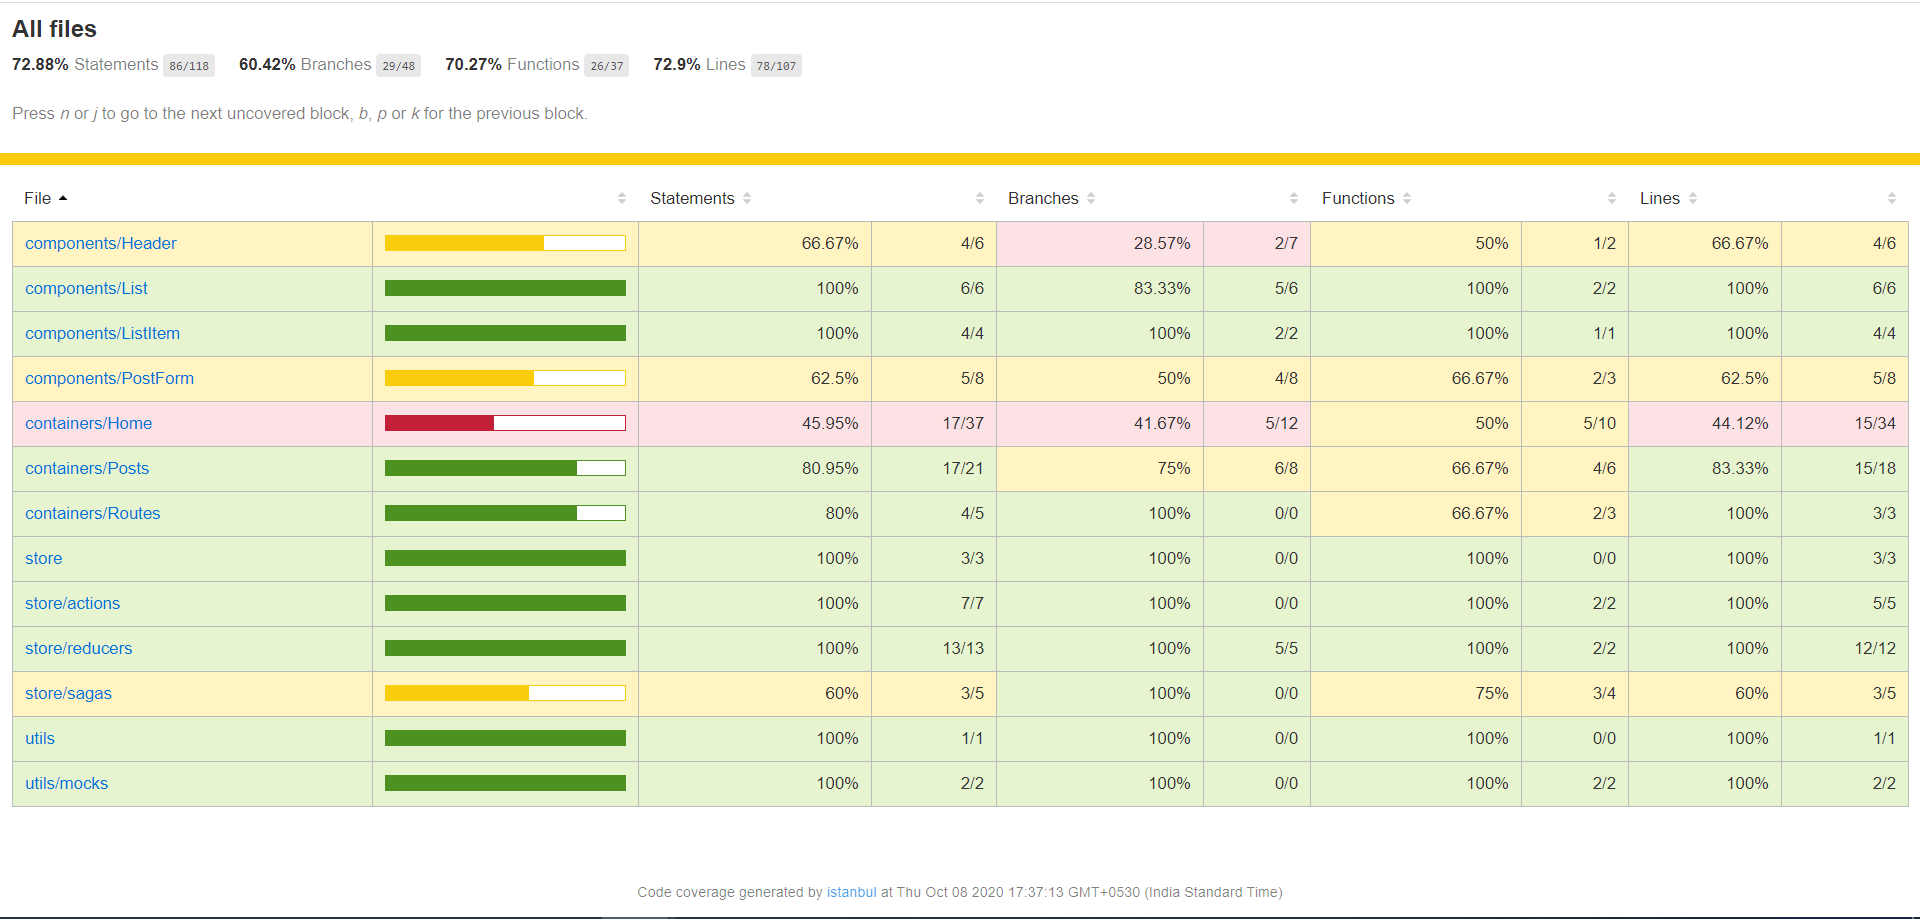 All files
72.88% Statements 86/118 60.42% Branches 29/48 70.27% Functions 26/37 72.9% Lines 78/107
Press n or j to go to the next uncovered block, b, p or k for the previous block.
File Statements Branches Functions Lines
components/Header 66.67% 4/6 28.57% 2/7 50% 1/2 66.67% 4/6
components/List 100% 6/6 83.33% 5/6 100% 2/2 100% 6/6
components/ListItem 100% 4/4 100% 2/2 100% 1/1 100% 4/4
components/PostForm 62.5% 5/8 50% 4/8 66.67% 2/3 62.5% 5/8
containers/Home 45.95% 17/37 41.67% 5/12 50% 5/10 44.12% 15/34
containers/Posts 80.95% 17/21 75% 6/8 66.67% 4/6 83.33% 15/18
containers/Routes 80% 4/5 100% 0/0 66.67% 2/3 100% 3/3
store 100% 3/3 100% 0/0 100% 0/0 100% 3/3
store/actions 100% 7/7 100% 0/0 100% 2/2 100% 5/5
store/reducers 100% 13/13 100% 5/5 100% 2/2 100% 12/12
store/sagas 60% 3/5 100% 0/0 75% 3/4 60% 3/5
utils 100% 1/1 100% 0/0 100% 0/0 100% 1/1
utils/mocks 100% 2/2 100% 0/0 100% 2/2 100% 2/2
Code coverage generated by istanbul at Thu Oct 08 2020 17:37:13 GMT+0530 (India Standard Time)